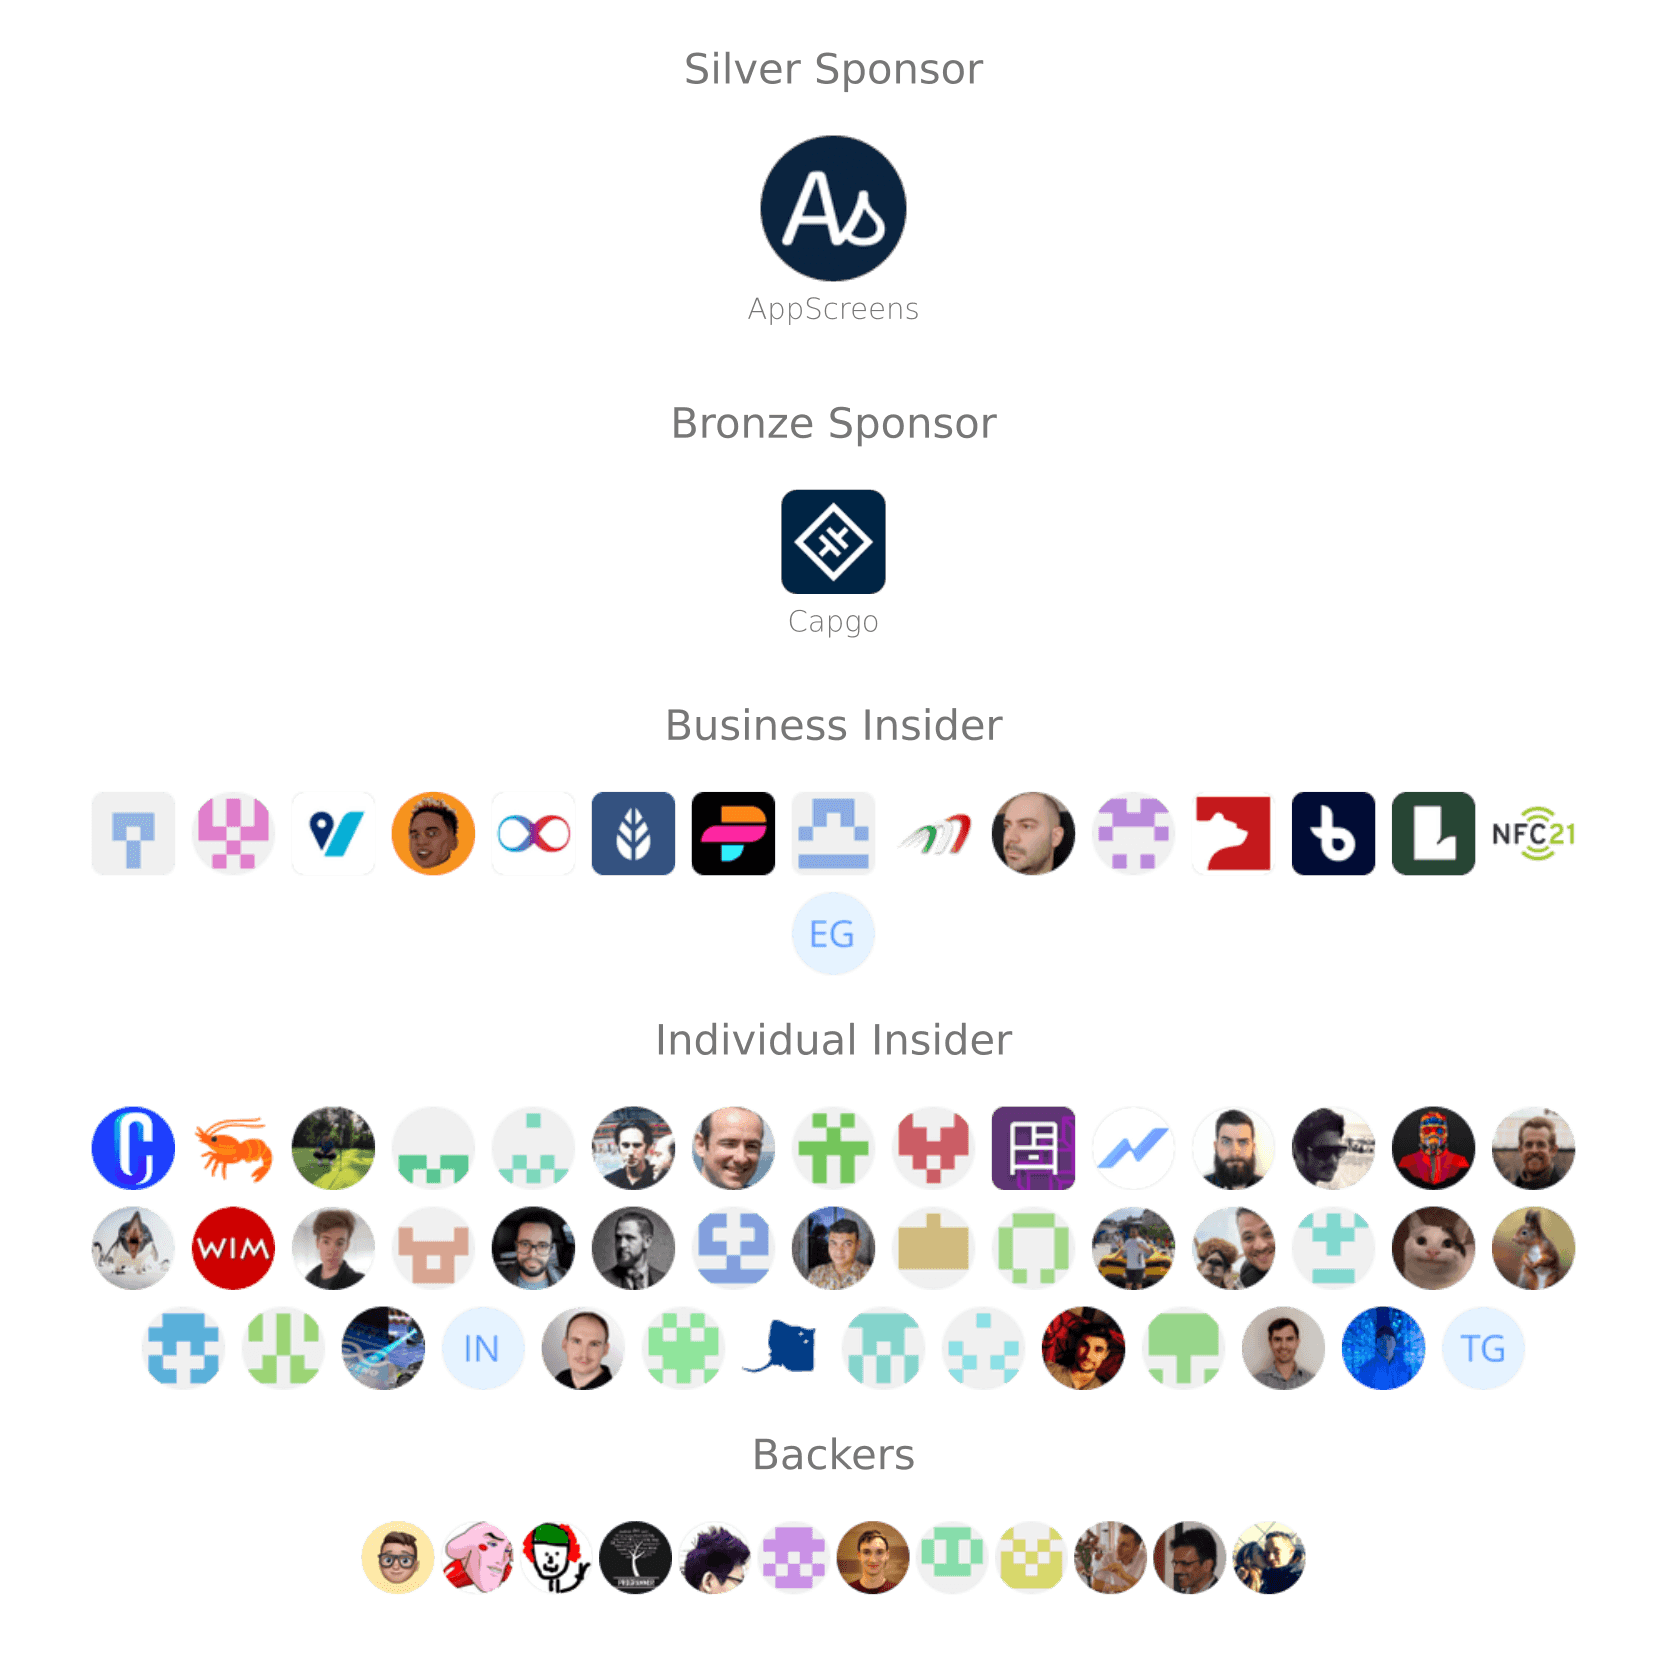 Silver Sponsor
As
AppScreens
Bronze Sponsor
Capgo
Business Insider
NFC21
EG
Individual Insider
WIM
IN
TG
Backers